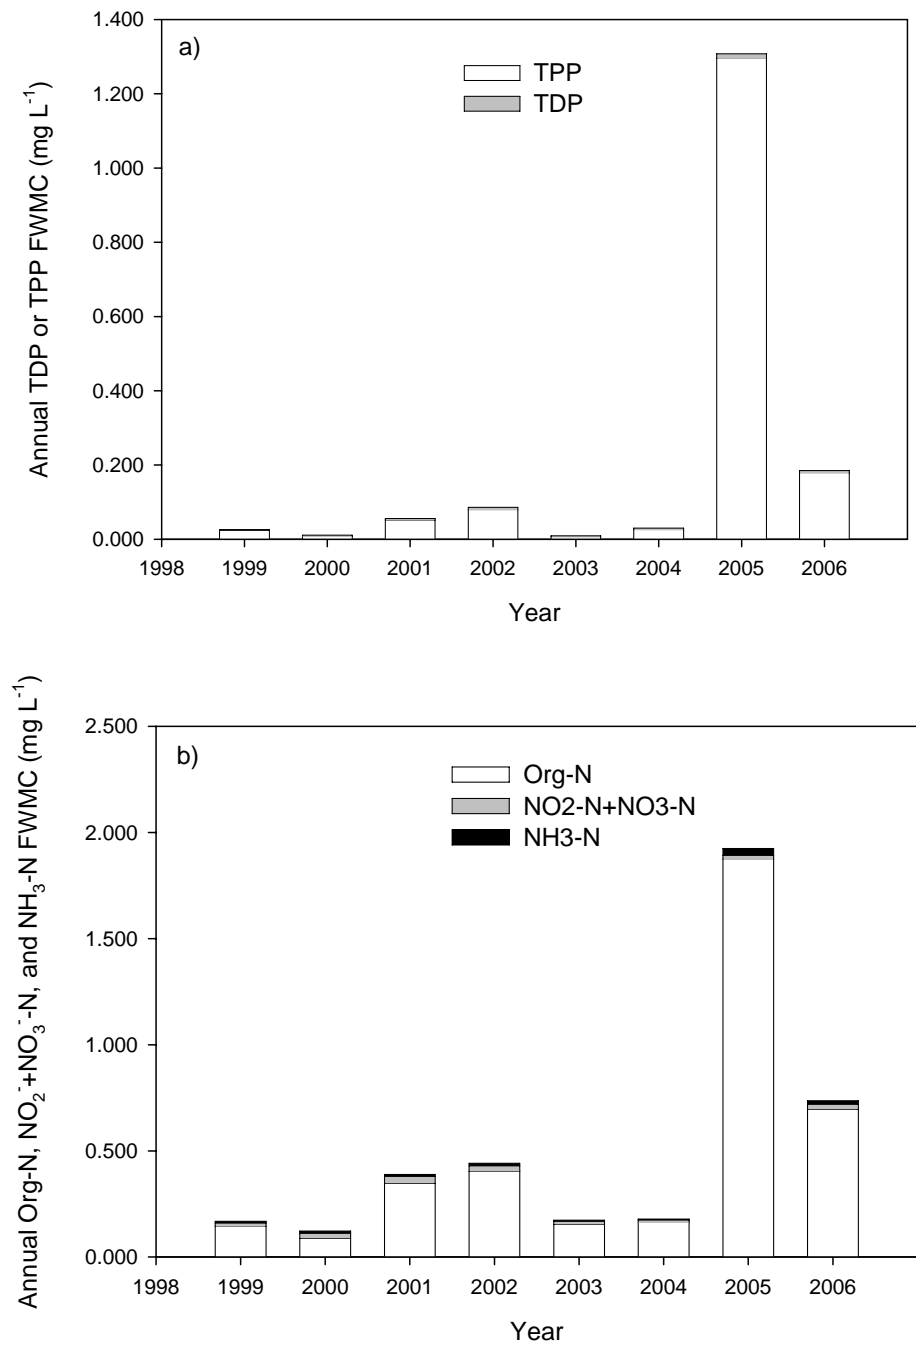 a)
TPP
TDP
Annual TDP or TPP FWMC (mg L⁻¹)
1.400
1.200
1.000
0.800
0.600
0.400
0.200
0.000
1998 1999 2000 2001 2002 2003 2004 2005 2006
Year
b)
Org-N
NO2-N+NO3-N
NH3-N
Annual Org-N, NO₂⁻+NO₃⁻-N, and NH₃-N FWMC (mg L⁻¹)
2.500
2.000
1.500
1.000
0.500
0.000
1998 1999 2000 2001 2002 2003 2004 2005 2006
Year